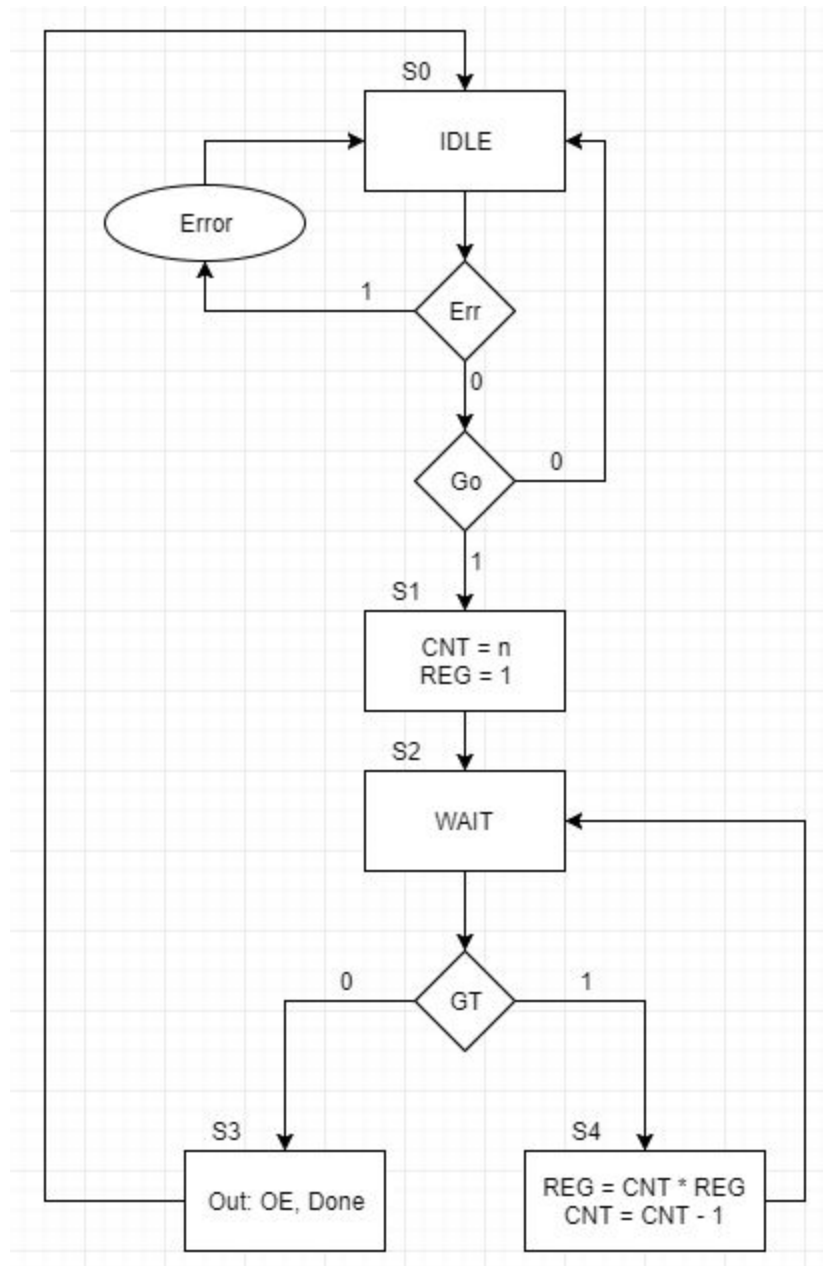 S0
IDLE
Error
1
Err
0
Go
0
1
S1
CNT = n
REG = 1
S2
WAIT
0
GT
1
S3
S4
Out: OE, Done
REG = CNT * REG
CNT = CNT - 1